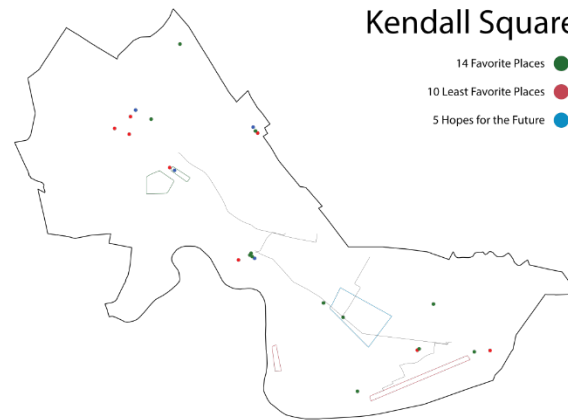 Kendall Square
14 Favorite Places
10 Least Favorite Places
5 Hopes for the Future